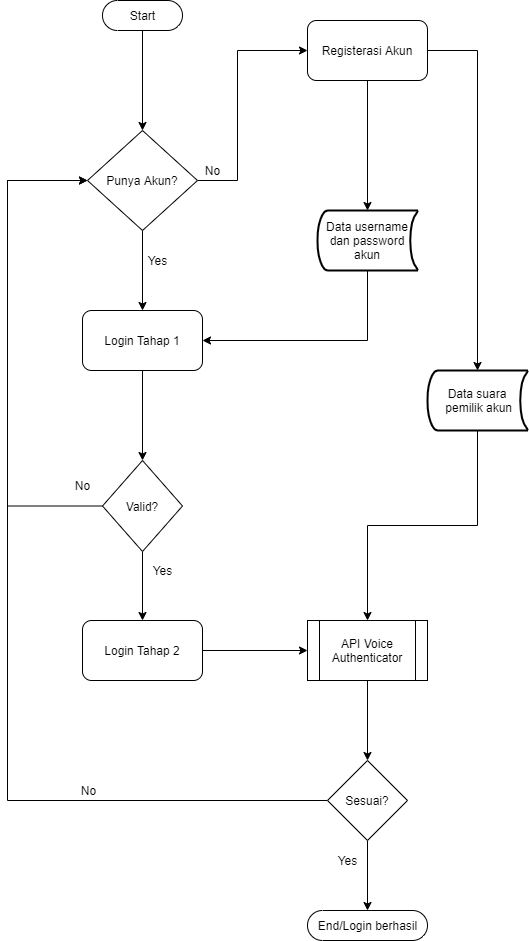 Start
Registerasi Akun
Punya Akun?
No
Yes
Data username
dan password
akun
Login Tahap 1
Data suara
pemilik akun
No
Valid?
Yes
Login Tahap 2
API Voice
Authenticator
No
Sesuai?
Yes
End/Login berhasil